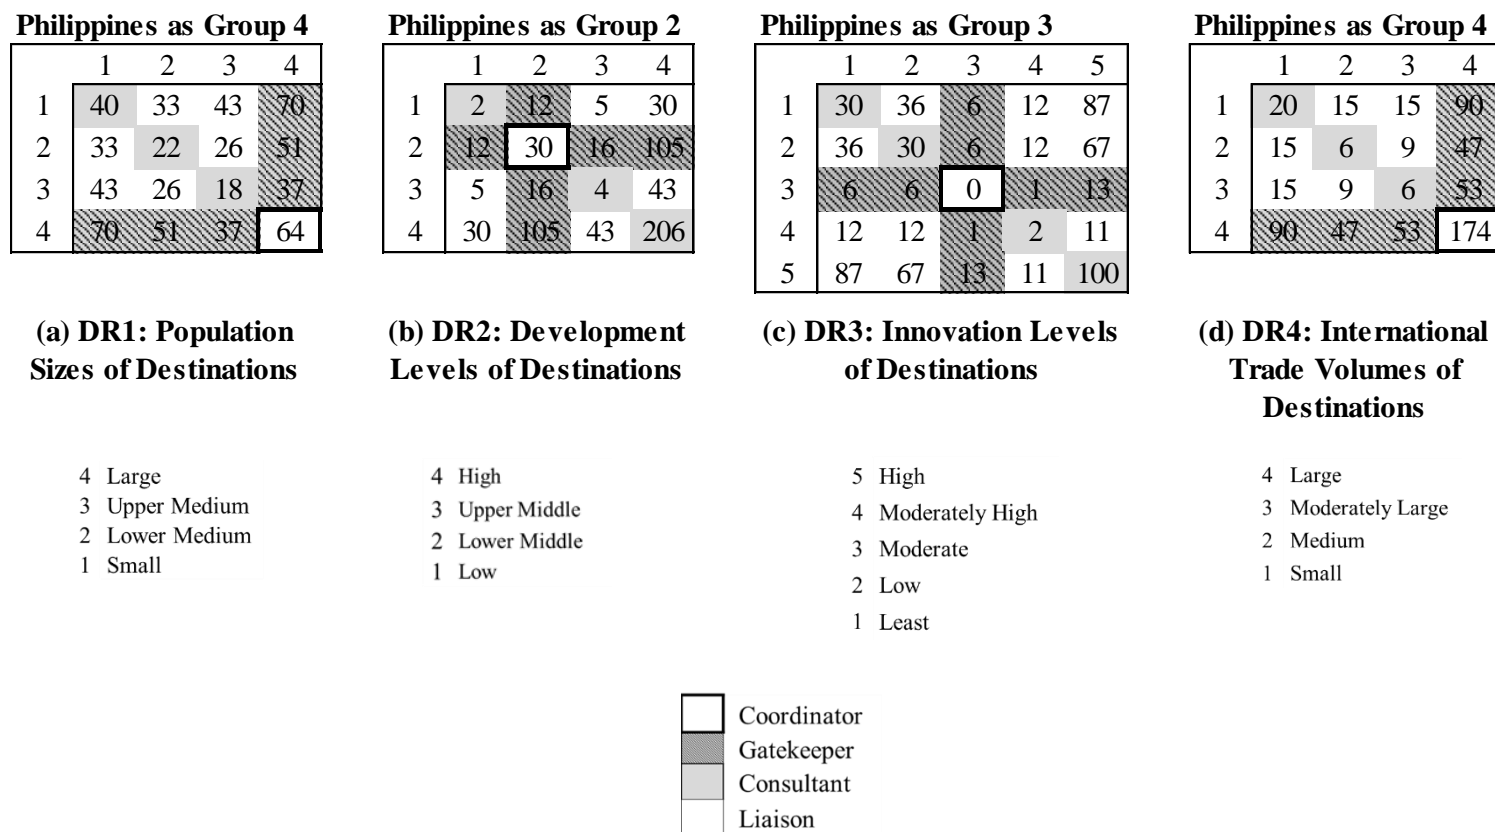 Philippines as Group 4
1 2 3 4
1 40 33 43 70
2 33 22 26 51
3 43 26 18 37
4 70 51 37 64
(a) DR1: Population
Sizes of Destinations
4 Large
3 Upper Medium
2 Lower Medium
1 Small
Philippines as Group 2
1 2 3 4
1 2 12 5 30
2 12 30 16 105
3 5 16 4 43
4 30 105 43 206
(b) DR2: Development
Levels of Destinations
4 High
3 Upper Middle
2 Lower Middle
1 Low
Philippines as Group 3
1 2 3 4 5
1 30 36 6 12 87
2 36 30 6 12 67
3 6 6 0 1 13
4 12 12 1 2 11
5 87 67 13 11 100
(c) DR3: Innovation Levels
of Destinations
5 High
4 Moderately High
3 Moderate
2 Low
1 Least
Philippines as Group 4
1 2 3 4
1 20 15 15 90
2 15 6 9 47
3 15 9 6 53
4 90 47 53 174
(d) DR4: International
Trade Volumes of
Destinations
4 Large
3 Moderately Large
2 Medium
1 Small
Coordinator
Gatekeeper
Consultant
Liaison